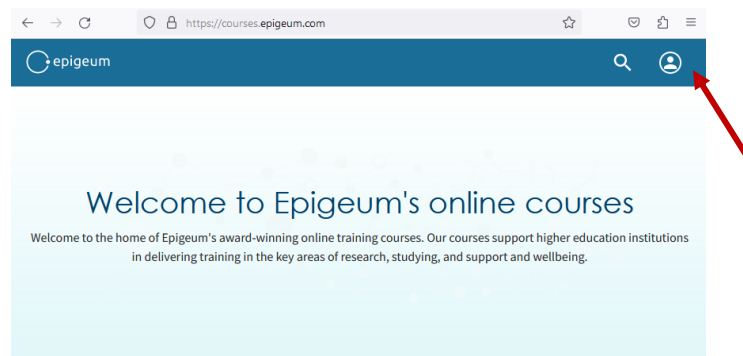 https://courses.epigeum.com
epigeum
Welcome to Epigeum's online courses
Welcome to the home of Epigeum's award-winning online training courses. Our courses support higher education institutions
in delivering training in the key areas of research, studying, and support and wellbeing.